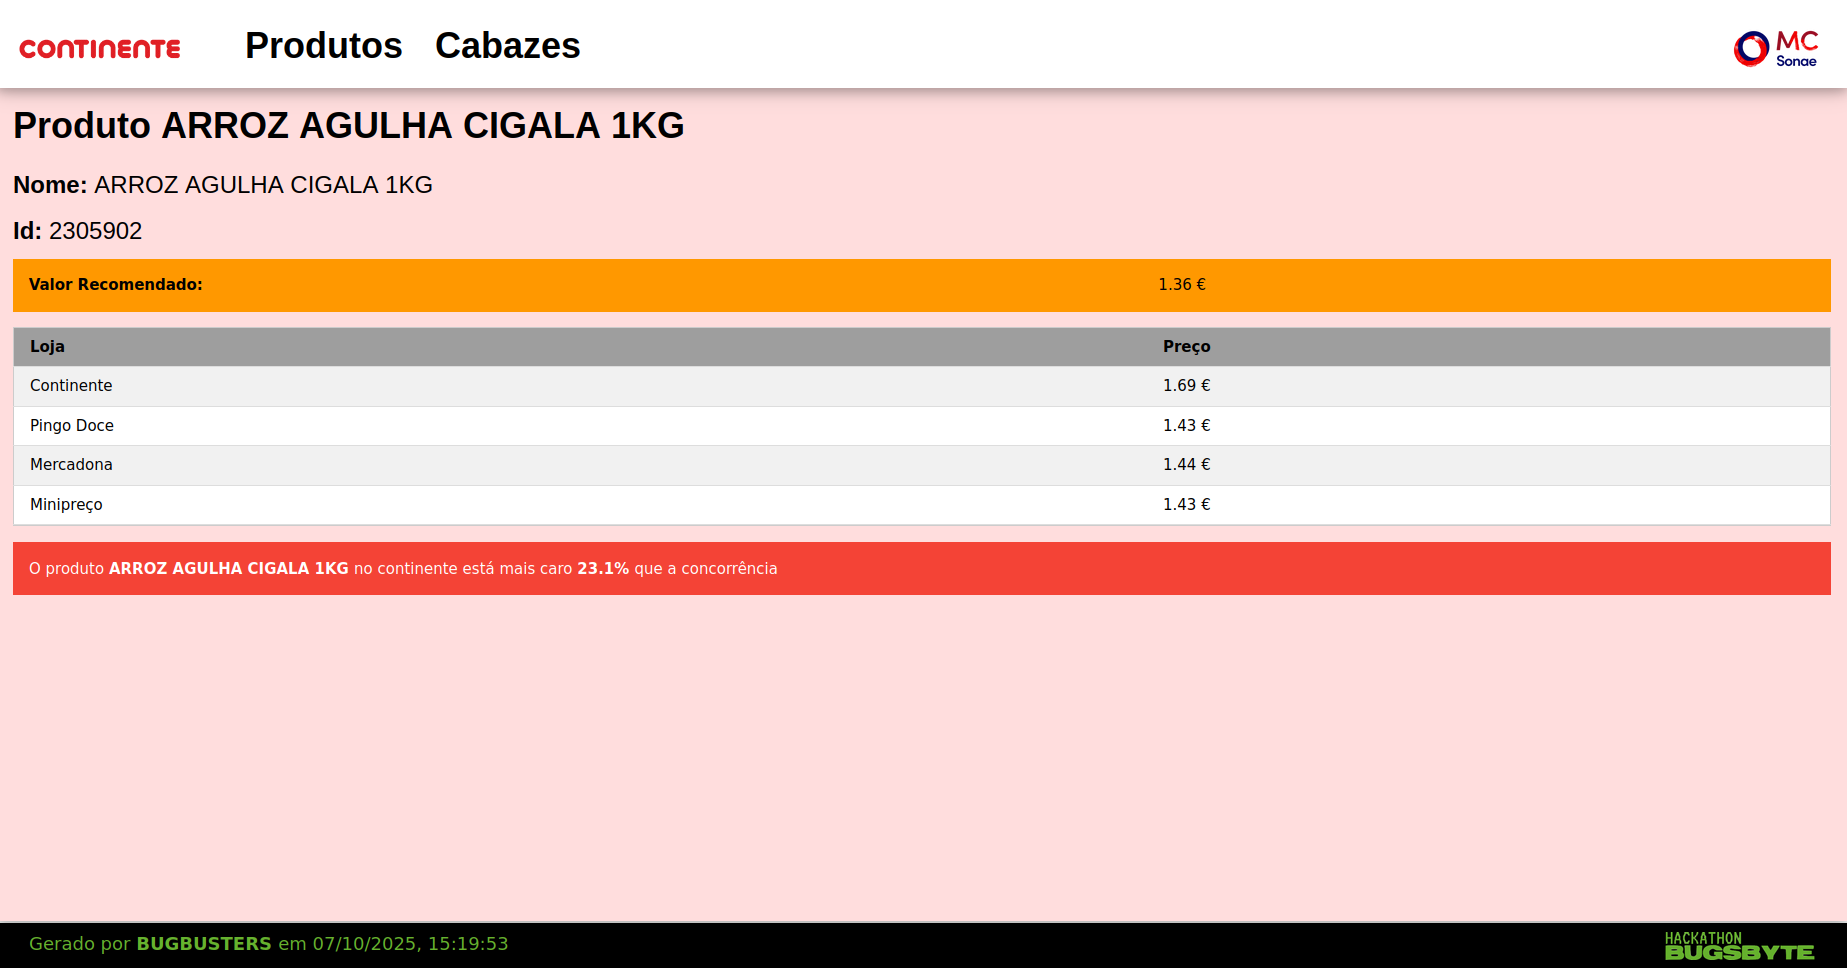 CONTINENTE Produtos Cabazes MC
Sonae
Produto ARROZ AGULHA CIGALA 1KG
Nome: ARROZ AGULHA CIGALA 1KG
Id: 2305902
Valor Recomendado: 1.36 €
Loja Preço
Continente 1.69 €
Pingo Doce 1.43 €
Mercadona 1.44 €
Minipreço 1.43 €
O produto ARROZ AGULHA CIGALA 1KG no continente está mais caro 23.1% que a concorrência
Gerado por BUGBUSTERS em 07/10/2025, 15:19:53
HACKATHON
BUGSBYTE